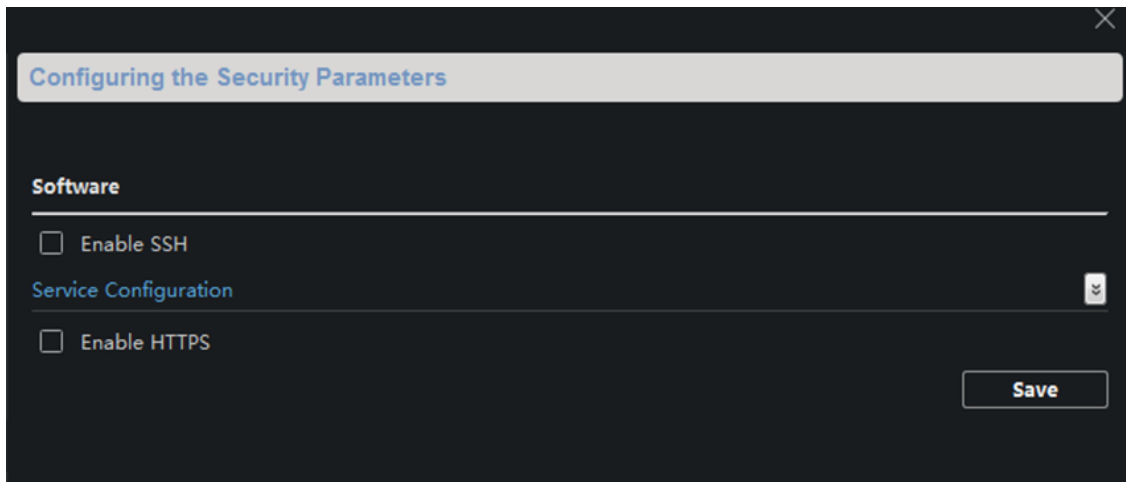 Configuring the Security Parameters
Software
Enable SSH
Service Configuration
Enable HTTPS
Save